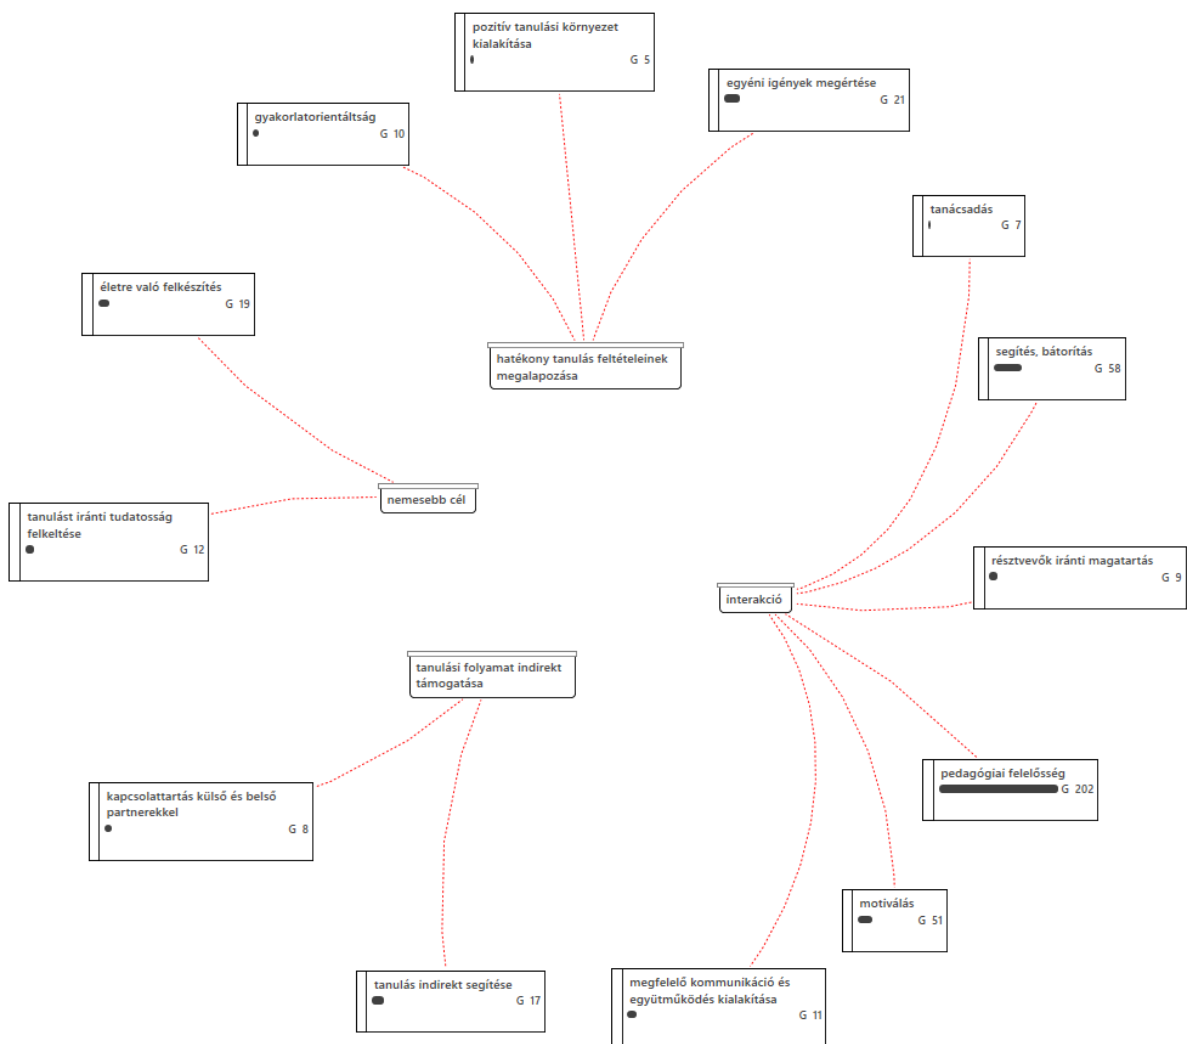 pozitív tanulási környezet
kialakítása
G 5
egyéni igények megértése
G 21
gyakorlatorientáltság
G 10
tanácsadás
G 7
életre való felkészítés
G 19
hatékony tanulás feltételeinek
megalapozása
segítés, bátorítás
G 58
nemesebb cél
tanulást iránti tudatosság
felkeltése
G 12
résztvevők iránti magatartás
G 9
interakció
tanulási folyamat indirekt
támogatása
pedagógiai felelősség
G 202
kapcsolattartás külső és belső
partnerekkel
G 8
motiválás
G 51
tanulás indirekt segítése
G 17
megfelelő kommunikáció és
együtműködés kialakítása
G 11